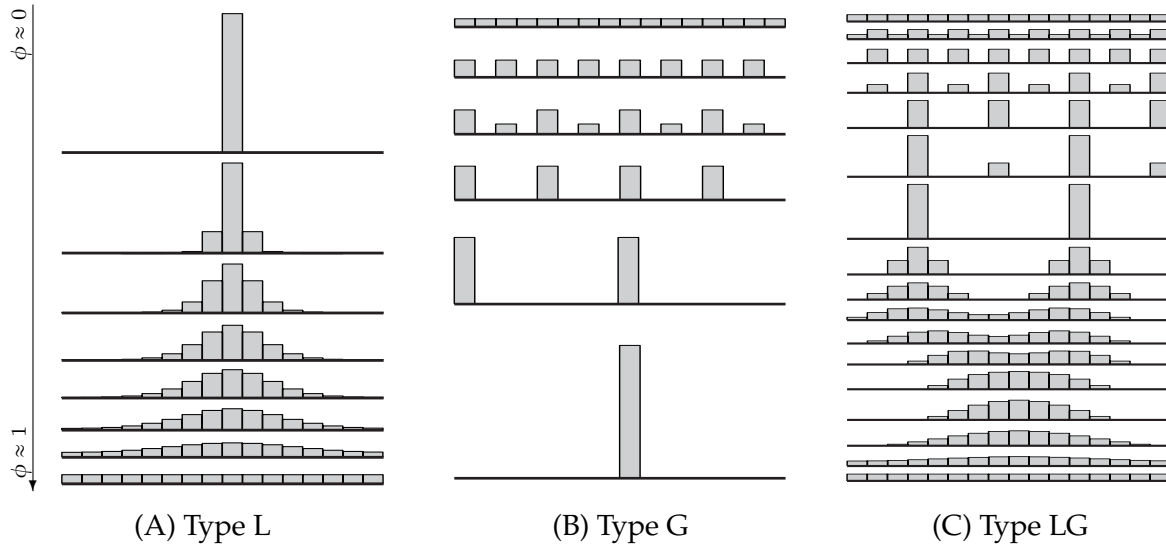 ϕ ≈ 0
ϕ ≈ 1
(A) Type L
(B) Type G
(C) Type LG